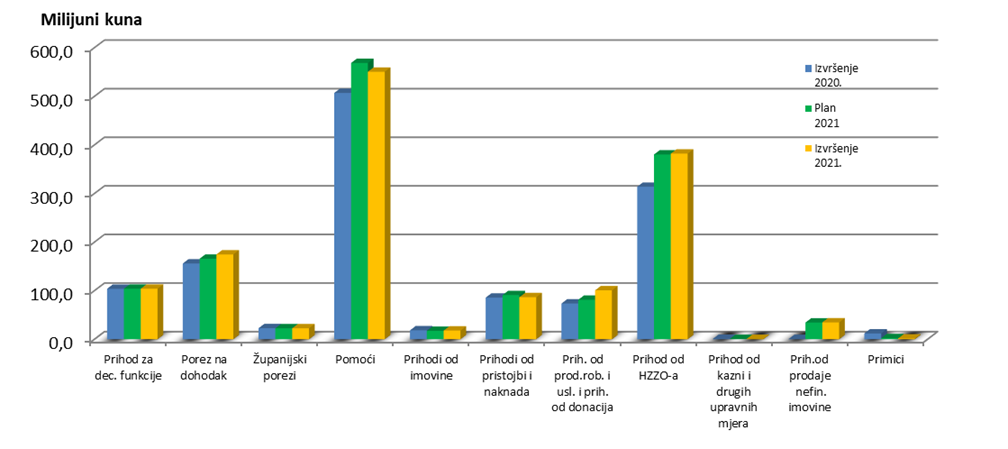 Milijuni kuna
600,0
500,0
400,0
300,0
200,0
100,0
0,0
Izvršenje
2020.
Plan
2021
Izvršenje
2021.
Prihod za
dec. funkcije
Porez na
dohodak
Županijski
porezi
Pomoći
Prihodi od
imovine
Prihodi od
pristojbi i
naknada
Prih. od
prod.rob. i
usl. i prih.
od donacija
Prihod od
HZZO-a
Prihod od
kazni i
drugih
upravnih
mjera
Prih.od
prodaje
nefin.
imovine
Primici